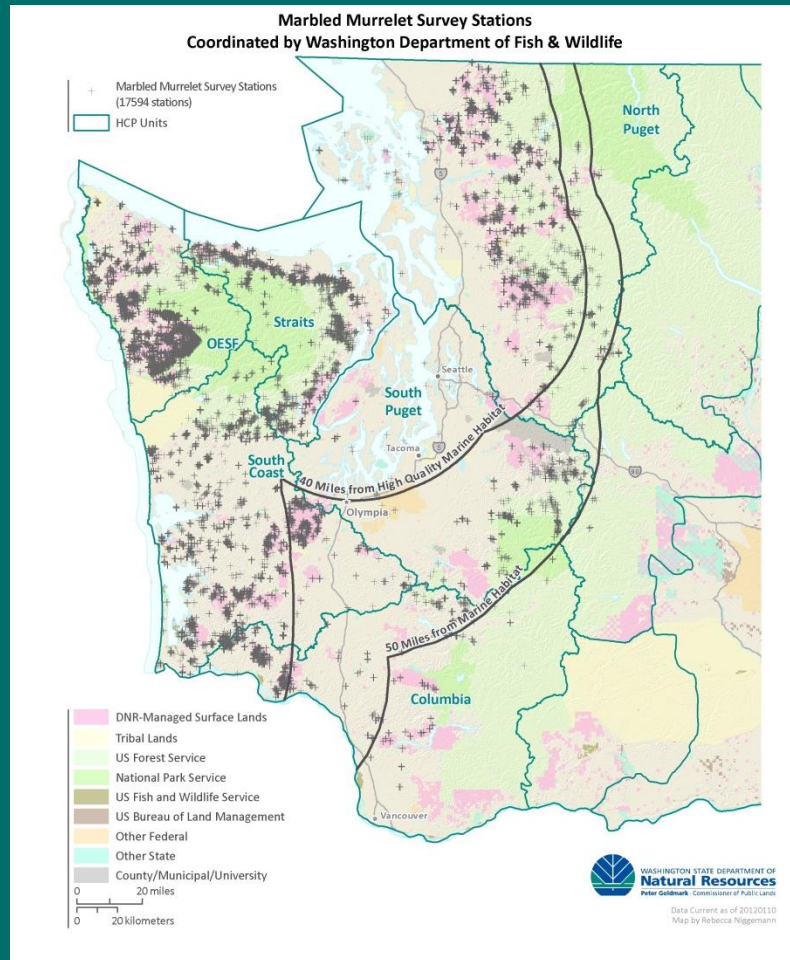 Marbled Murrelet Survey Stations
Coordinated by Washington Department of Fish & Wildlife
Marbled Murrelet Survey Stations
(17594 stations)
HCP Units
North
Puget
5
OESF
Straits
Seattle
South
Puget
Tacoma
5
90
South
Coast
40 Miles from High Quality Marine Habitat
Olympia
50 Miles from Marine Habitat
Columbia
Vancouver
DNR-Managed Surface Lands
Tribal Lands
US Forest Service
National Park Service
US Fish and Wildlife Service
US Bureau of Land Management
Other Federal
Other State
County/Municipal/University
0 20 miles
0 20 kilometers
WASHINGTON STATE DEPARTMENT OF
Natural Resources
Peter Goldmark - Commissioner of Public Lands
Data Current as of 20120110
Map by Rebecca Niggemann